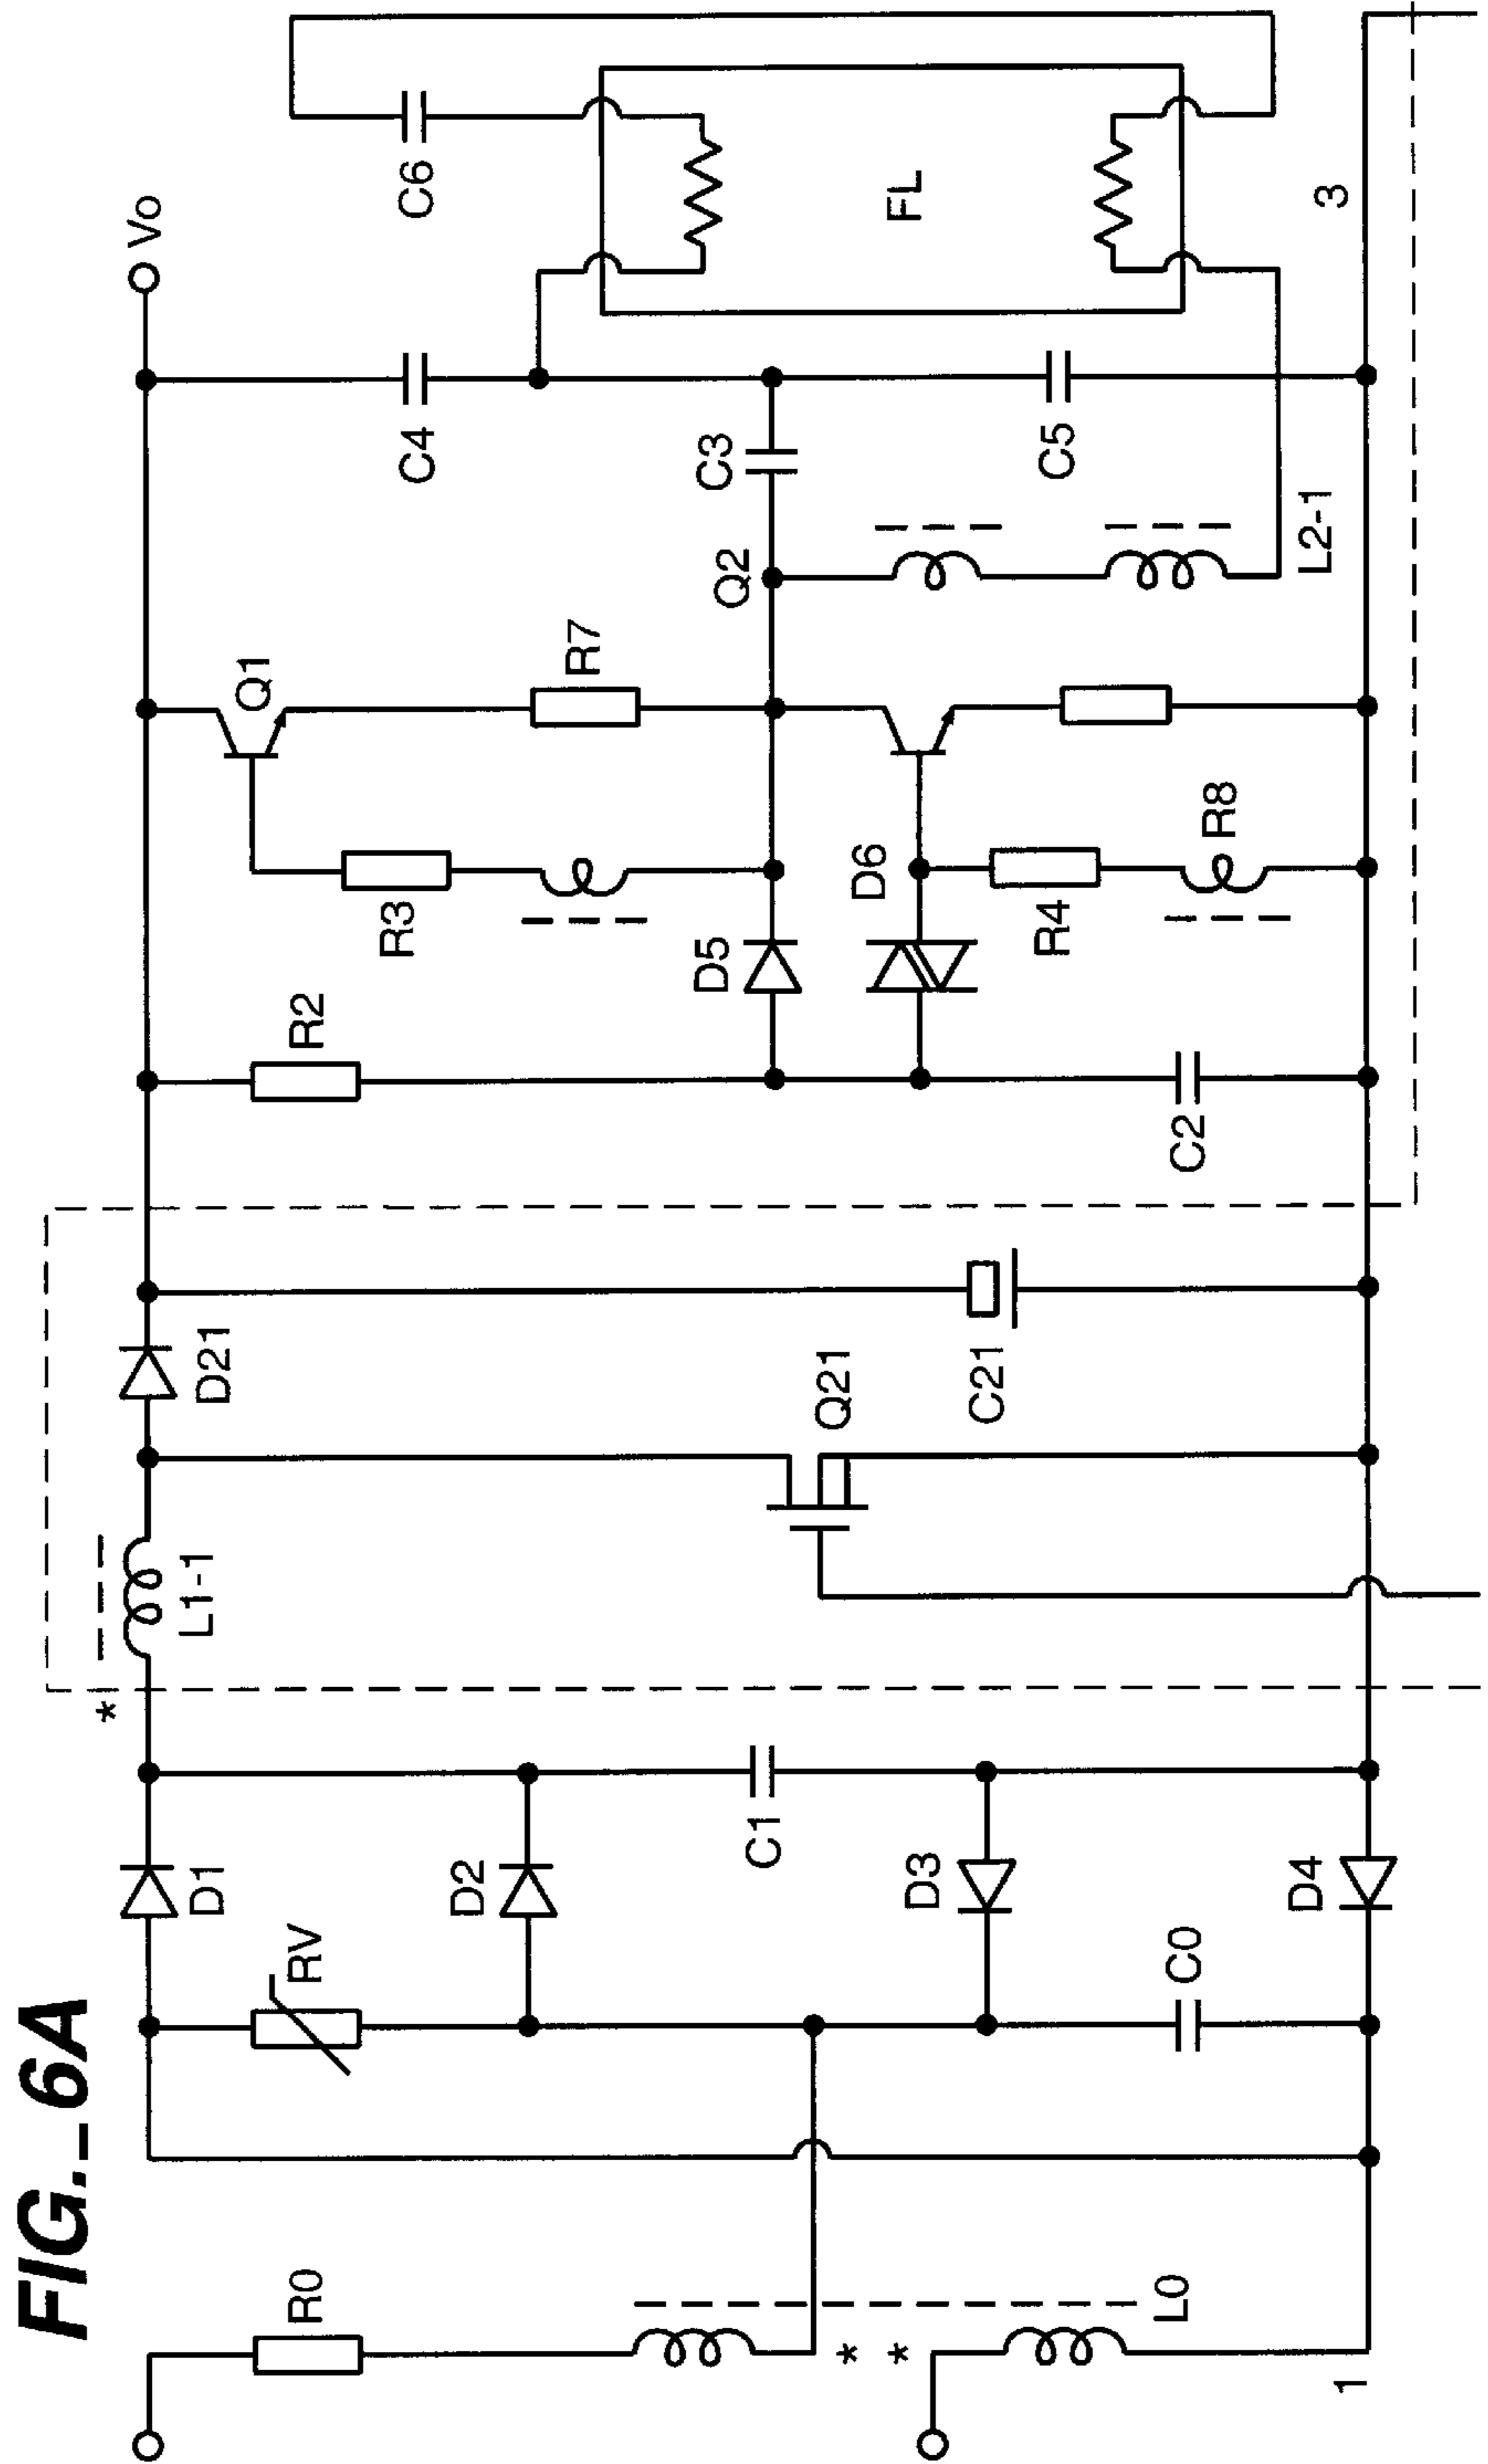 FIG._6A
R0
L0
1
RV
C0
D1
D2
C1
D3
D4
*
*
*
L1-1
Q21
D21
C21
R2
C2
D5
D6
R3
R4
R8
Q1
R7
Q2
L2-1
C3
C4
C5
Vo
C6
FL
3